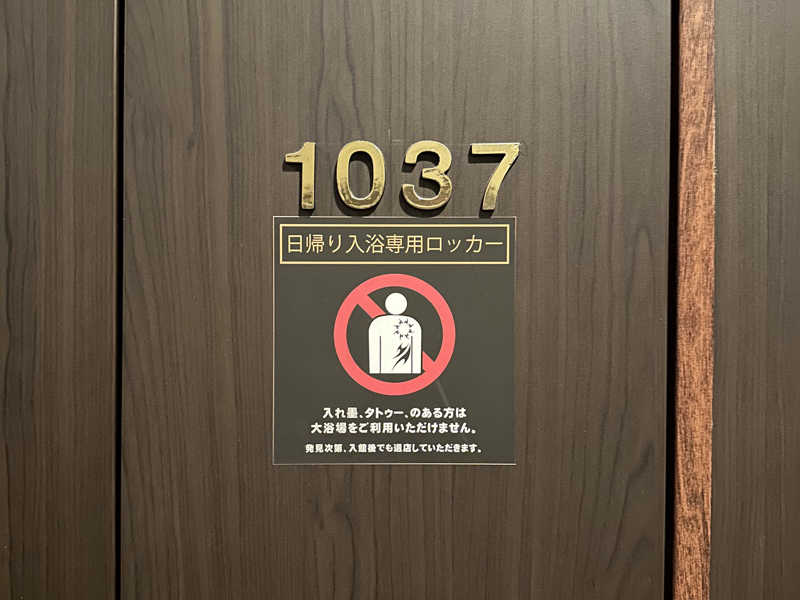 1037
日帰り入浴専用ロッカー
入れ墨、タトゥー、のある方は
大浴場をご利用いただけません。
発見次第、入館後でも退店していただきます。